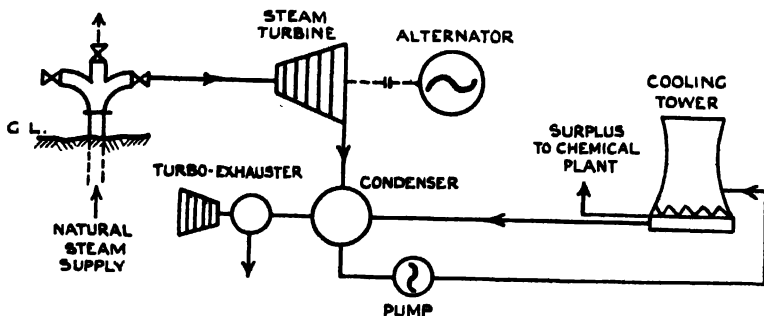 STEAM
TURBINE
ALTERNATOR
COOLING
TOWER
G L.
SURPLUS
TO CHEMICAL
PLANT
TURBO-EXHAUSTER
CONDENSER
NATURAL
STEAM
SUPPLY
PUMP